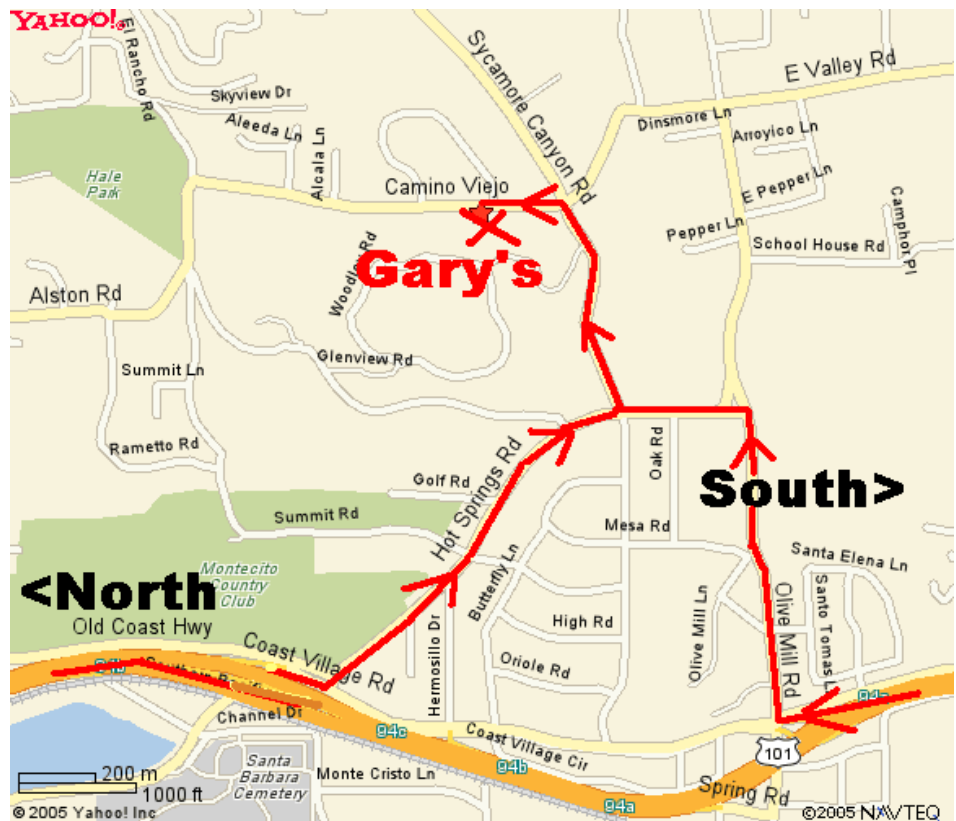 YAHOO!
El Rancho Rd
Skyview Dr
Aleeda Ln
Alcala Ln
Hale
Park
Sycamore Canyon Rd
E Valley Rd
Dinsmore Ln
Arroyico Ln
E Pepper Ln
Pepper Ln
School House Rd
Camphor Pl
Camino Viejo
Gary's
Woodley Rd
Alston Rd
Glenview Rd
Summit Ln
Rametto Rd
Golf Rd
Summit Rd
Hot Springs Rd
Oak Rd
South>
Mesa Rd
Butterfly Ln
Santa Elena Ln
Montecito
Country
Club
<North
Old Coast Hwy
Coast Village Rd
Hermosillo Dr
High Rd
Oriole Rd
Olive Mill Ln
Olive Mill Rd
Santo Tomas Ln
Channel Dr
94c
94b
94a
Coast Village Cir
101
Spring Rd
Santa
Barbara
Cemetery
Monte Cristo Ln
200 m
1000 ft
©2005 Yahoo! Inc
©2005 NAVTEQ